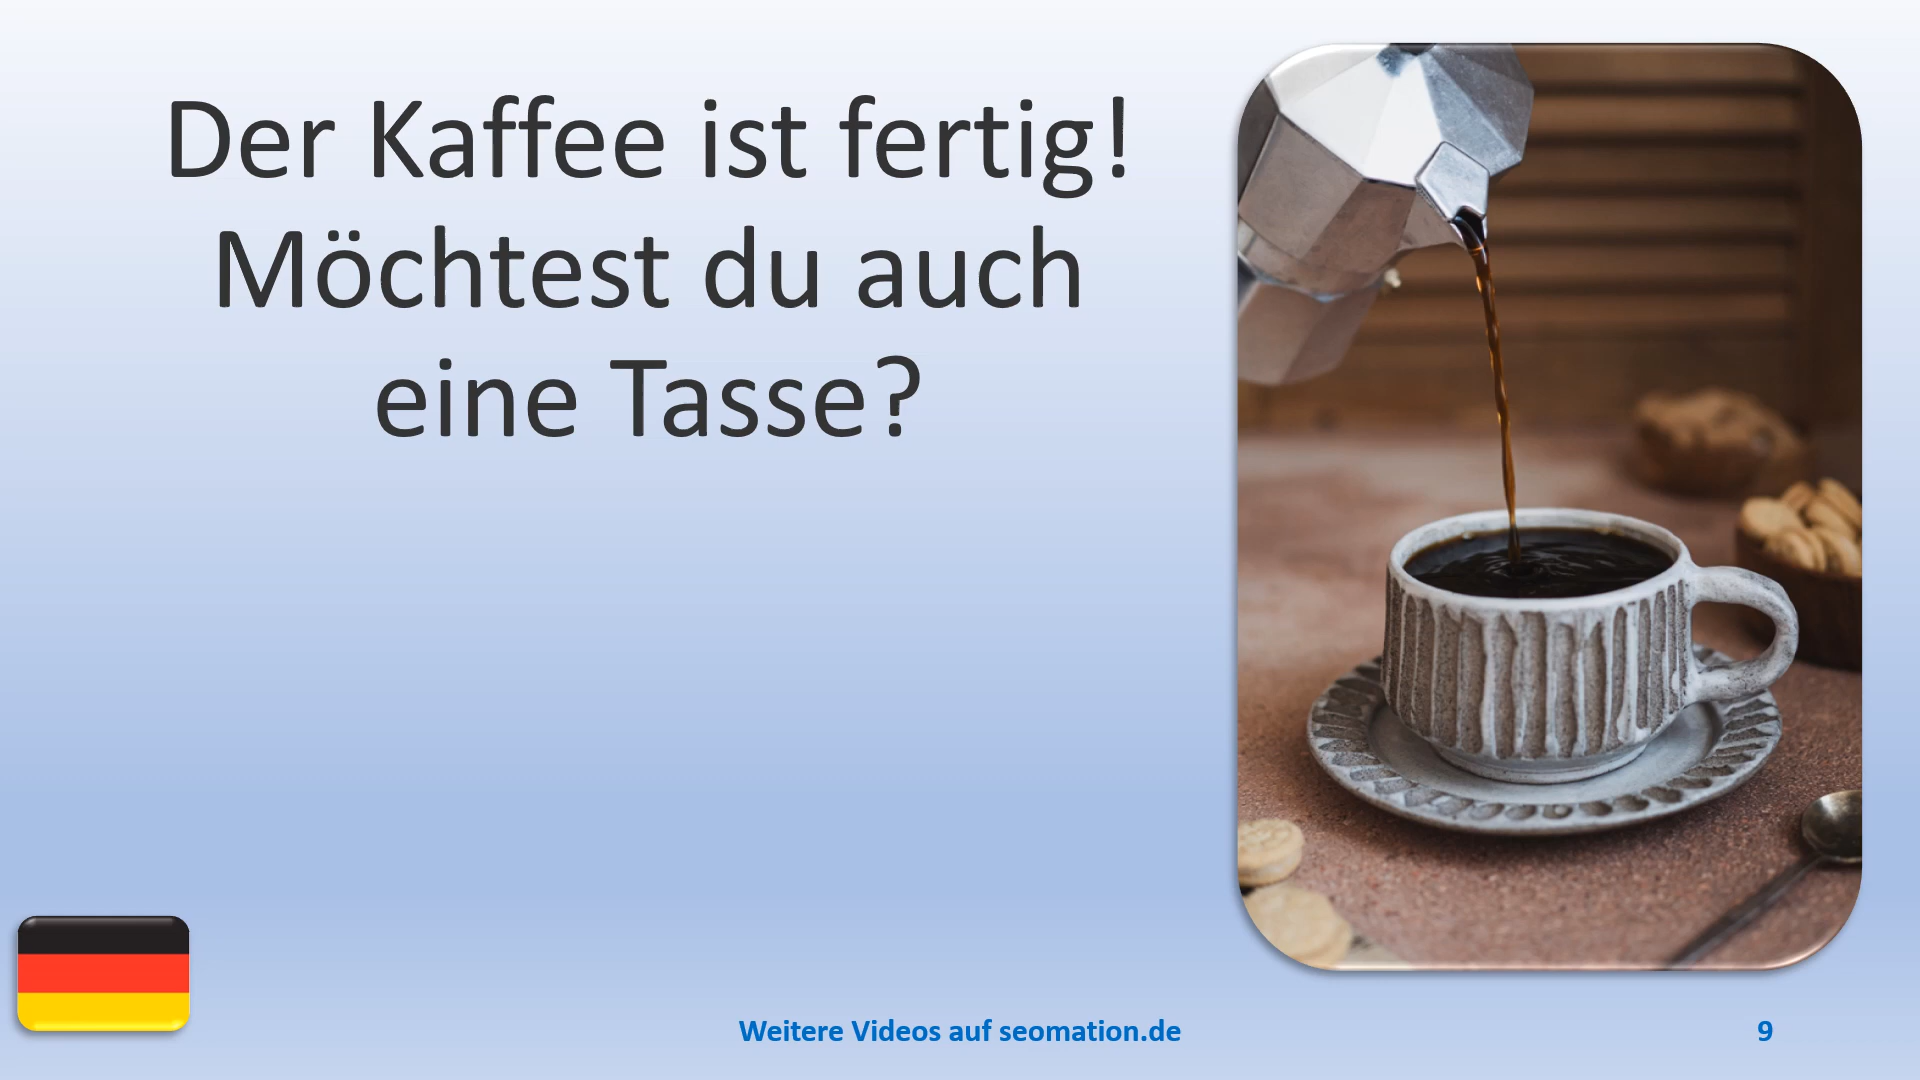 Der Kaffee ist fertig!
Möchtest du auch
eine Tasse?
Weitere Videos auf seomation.de
9